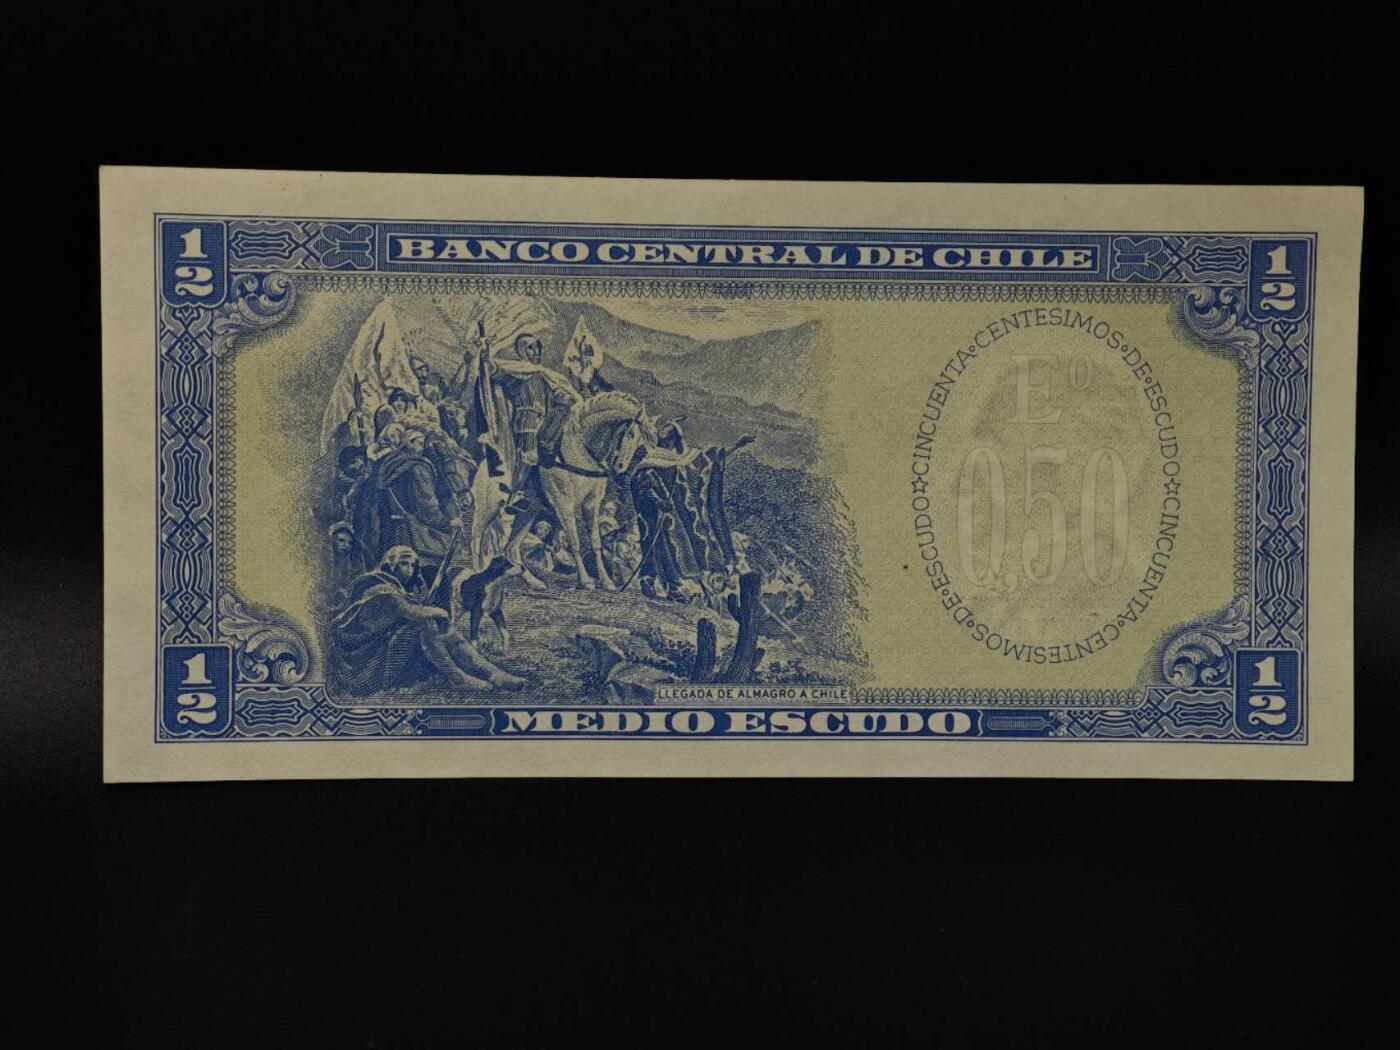 1/2
BANCO CENTRAL DE CHILE
1/2
CINCUENTA CENTESIMOS DE ESCUDO ☆ CINCUENTA CENTESIMOS DE ESCUDO ☆
Eº
0,50
LLEGADA DE ALMAGRO A CHILE
1/2
MEDIO ESCUDO
1/2